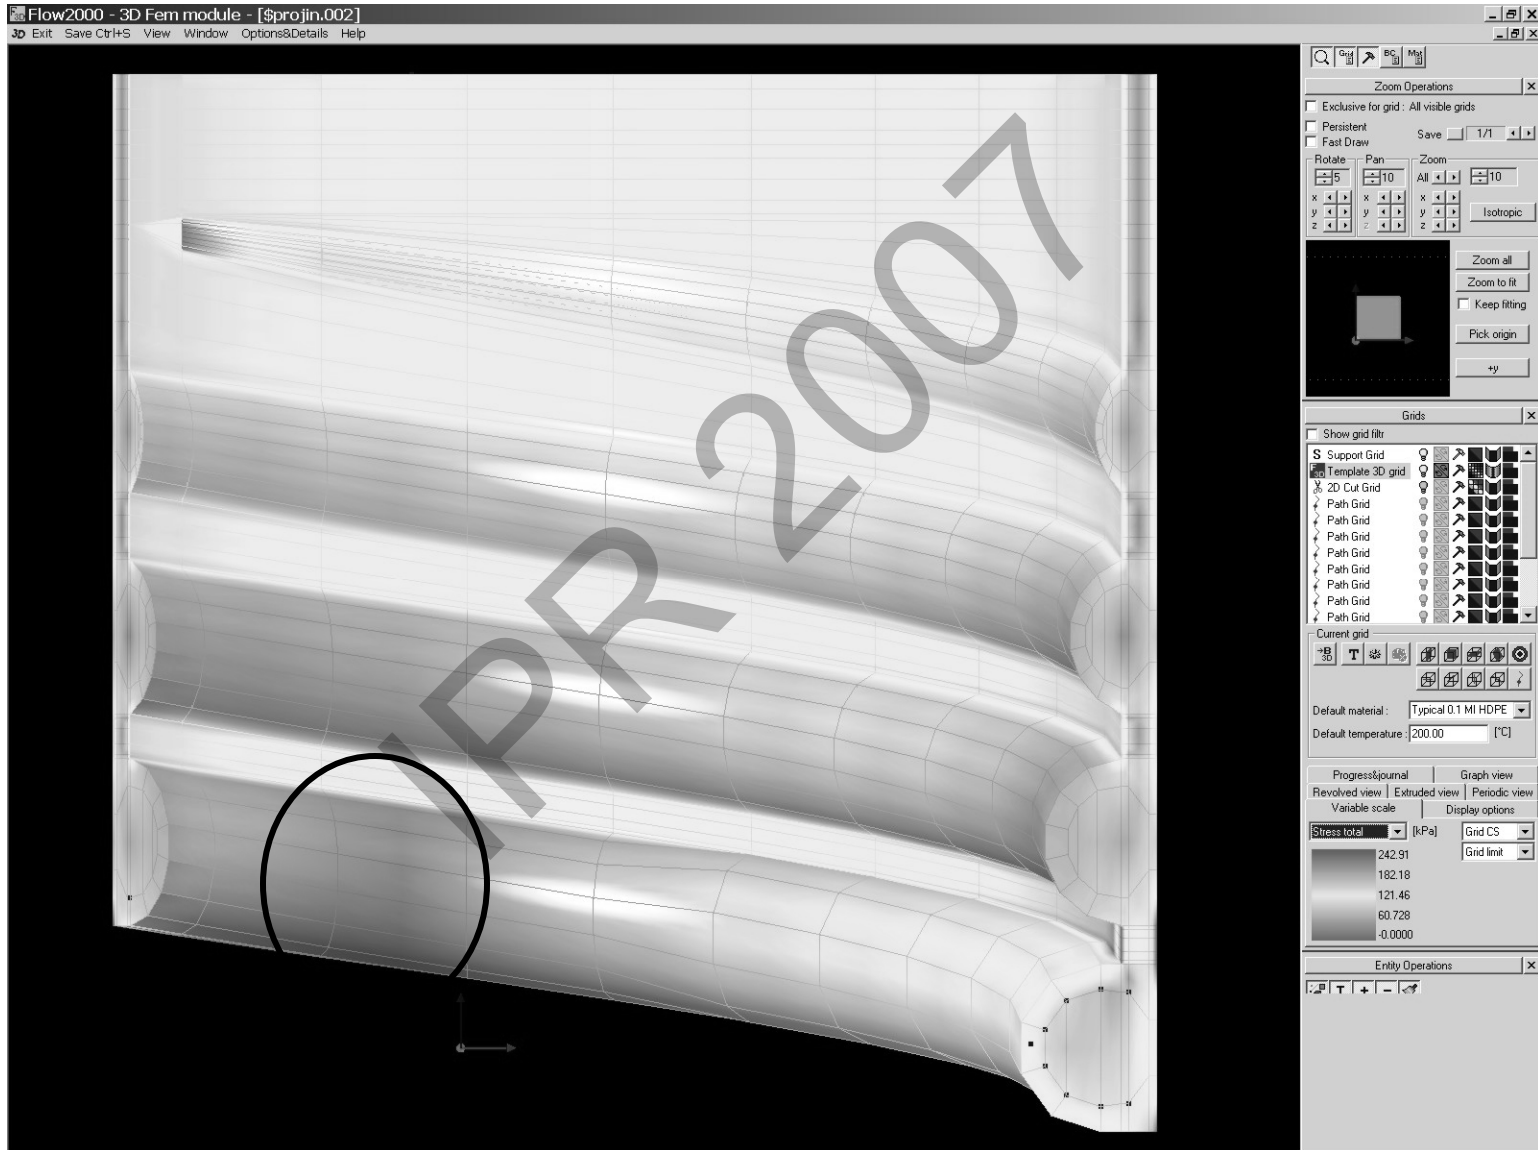 Flow2000 - 3D Fem module - [$projin.002]
3D Exit Save Ctrl+S View Window Options&Details Help
Grid BC Mat
Zoom Operations
Exclusive for grid : All visible grids
Persistent
Fast Draw
Save 1/1
Rotate Pan Zoom
5 10 All 10
x x x
y y y Isotropic
z z z
Zoom all
Zoom to fit
Keep fitting
Pick origin
+y
IPR 2007
Grids
Show grid filtr
S Support Grid
F3D Template 3D grid
2D Cut Grid
Path Grid
Path Grid
Path Grid
Path Grid
Path Grid
Path Grid
Path Grid
Path Grid
Current grid
B 3D T
Default material : Typical 0.1 MI HDPE
Default temperature : 200.00 [°C]
Progress&journal Graph view
Revolved view Extruded view Periodic view
Variable scale Display options
Stress total [kPa] Grid CS
Grid limit
242.91
182.18
121.46
60.728
-0.0000
Entity Operations
T + -